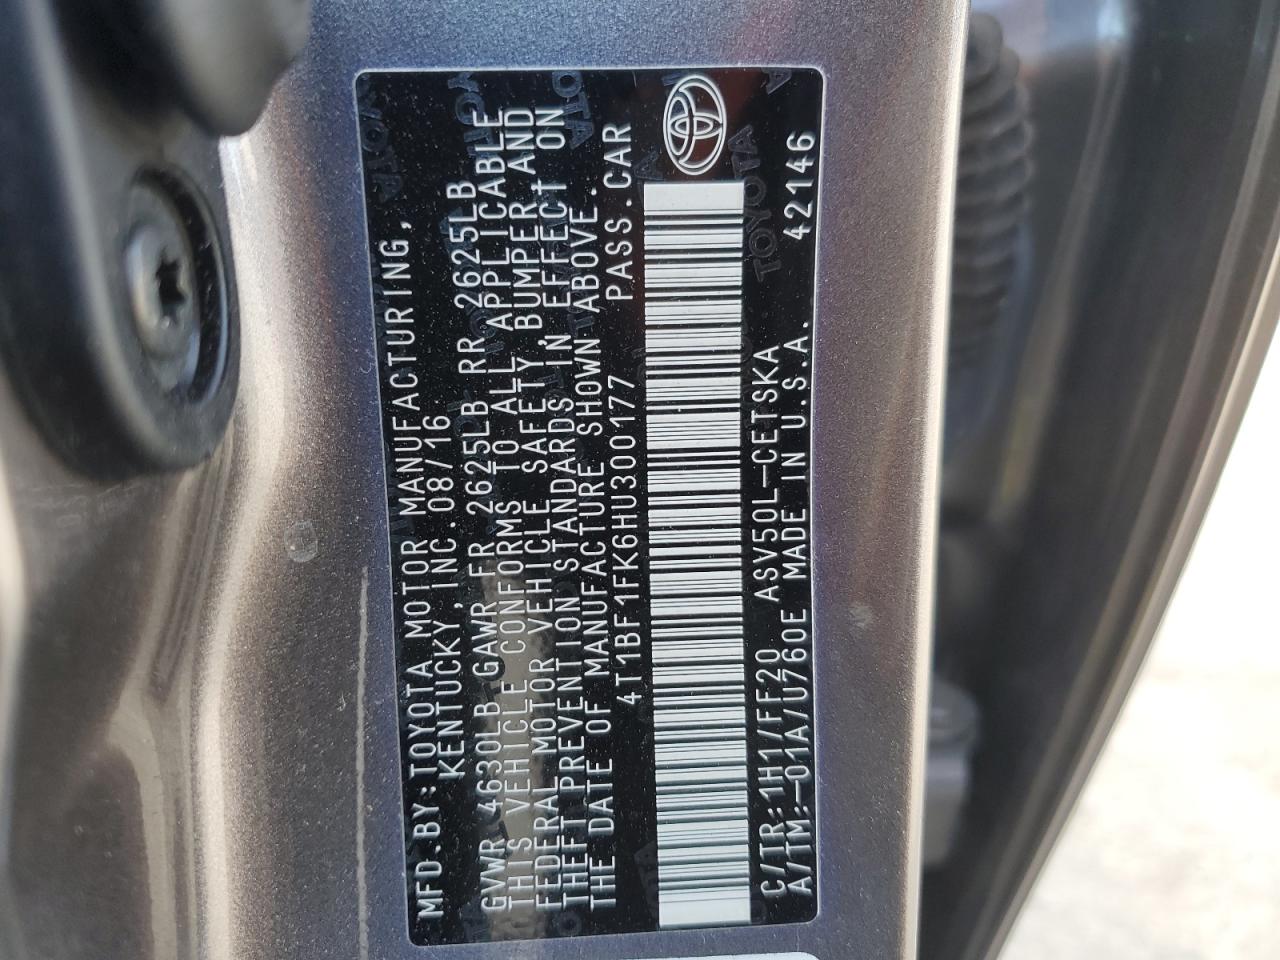 MFD.BY:TOYOTA MOTOR MANUFACTURING,
KENTUCKY, INC.08/16
GVWR 4630LB GAWR FR 2625LB RR 2625LB
THIS VEHICLE CONFORMS TO ALL APPLICABLE
FEDERAL MOTOR VEHICLE SAFETY,BUMPER,AND
THEFT PREVENTION STANDARDS IN EFFECT ON
THE DATE OF MANUFACTURE SHOWN ABOVE.
4T1BF1FK6HU300177 PASS.CAR
C/TR:1H1/FF20 ASV50L-CETSKA
A/TM:-01A/U760E MADE IN U.S.A. 42146